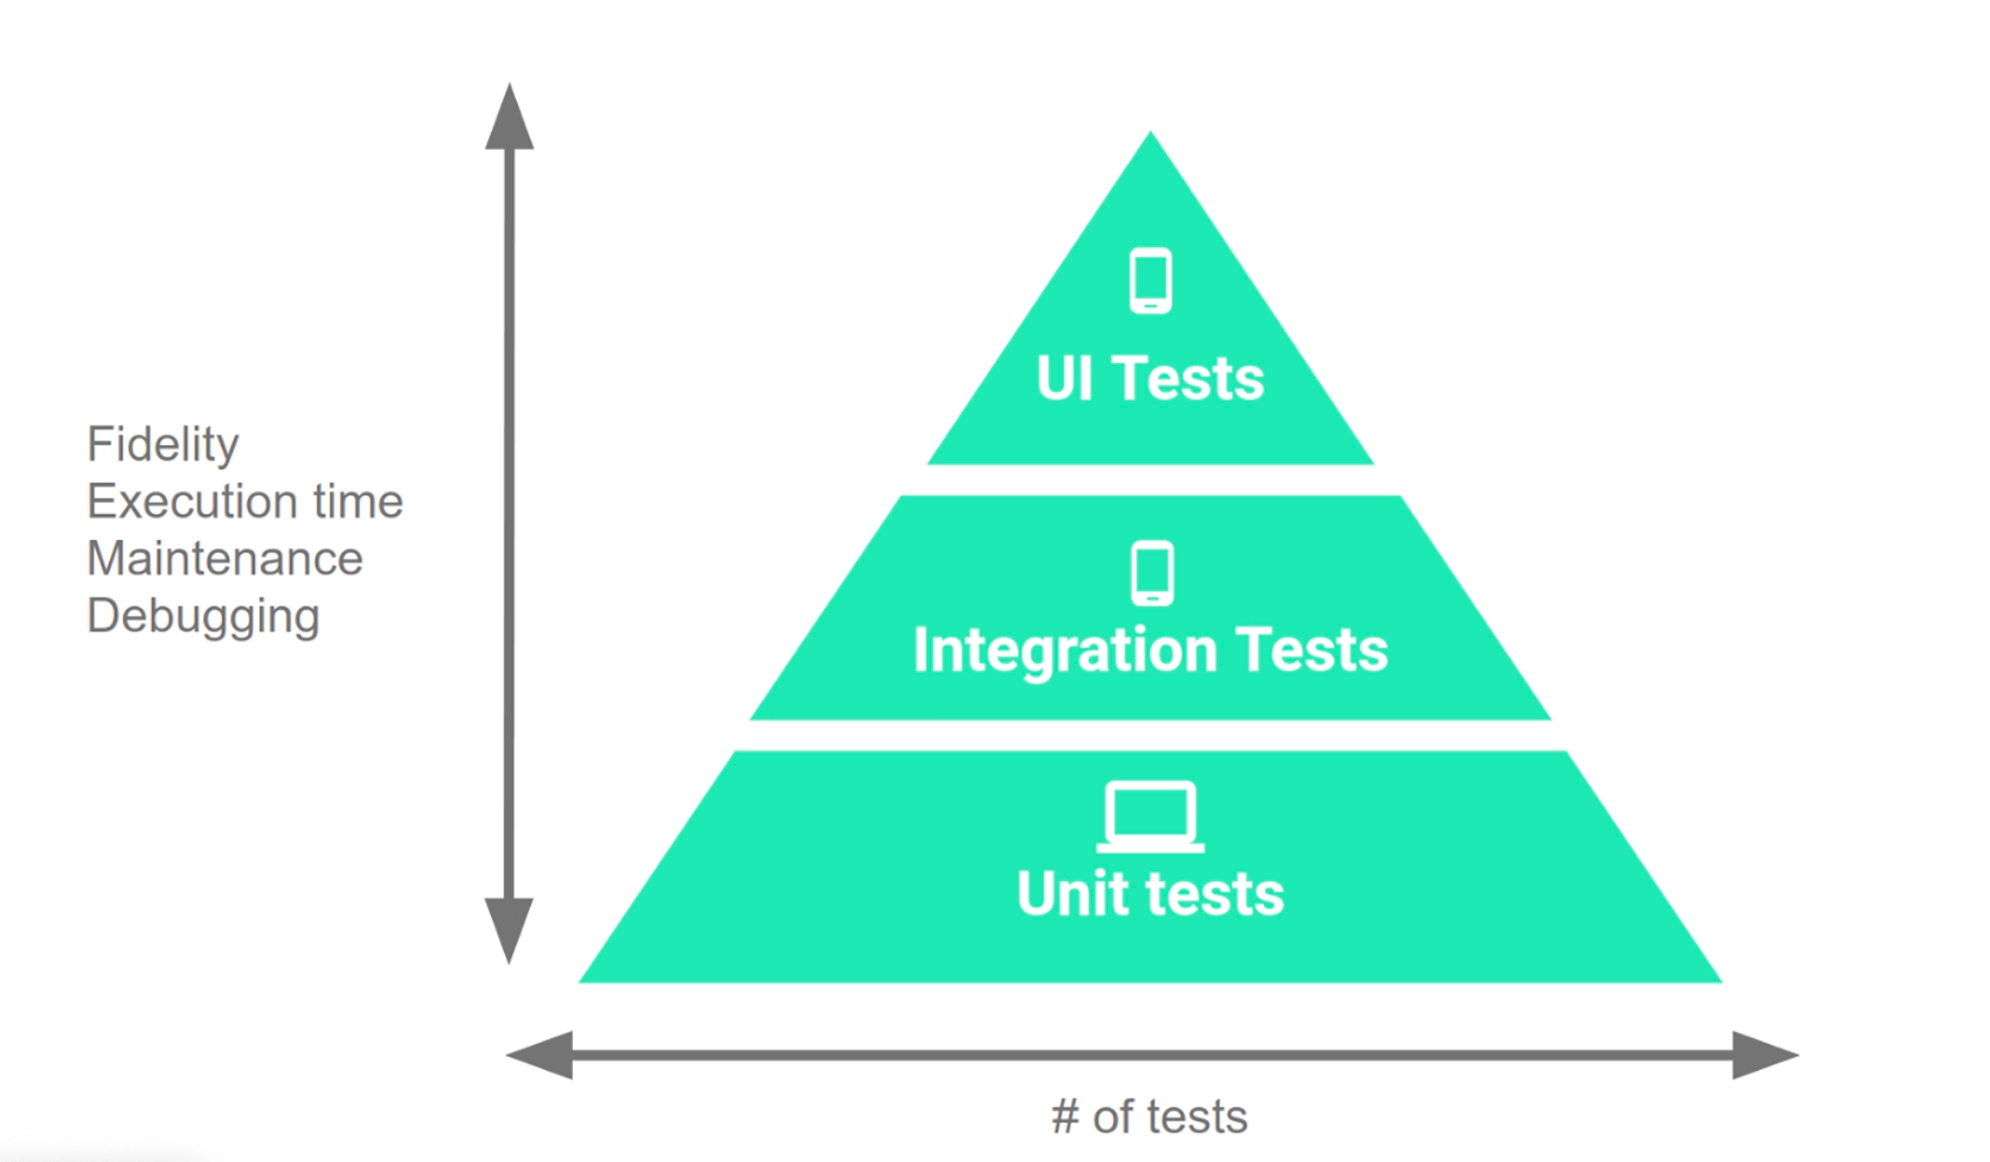 UI Tests
Fidelity
Execution time
Maintenance
Debugging
Integration Tests
Unit tests
# of tests